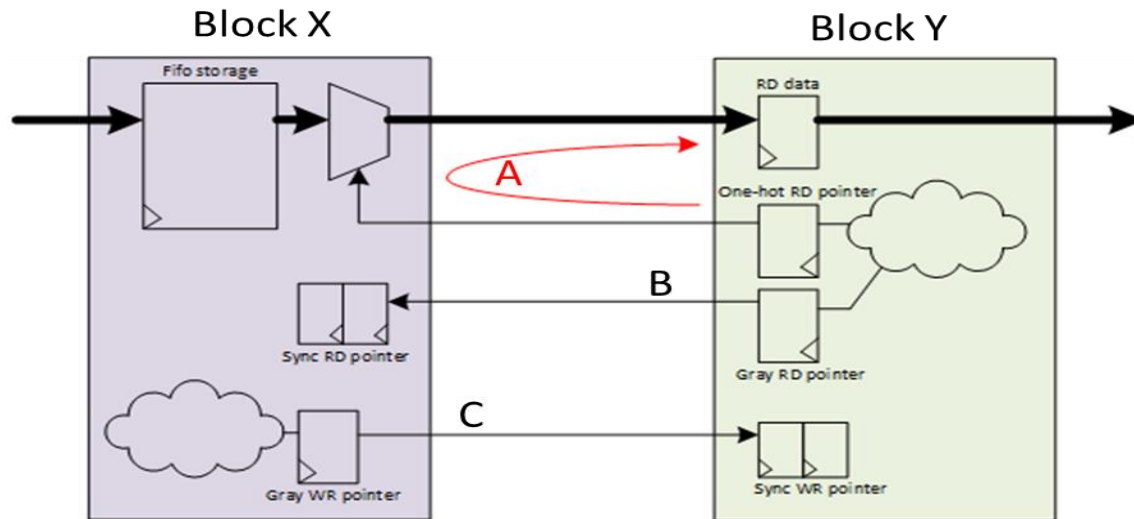 Block X
Block Y
Fifo storage
RD data
A
One-hot RD pointer
B
Sync RD pointer
Gray RD pointer
C
Gray WR pointer
Sync WR pointer